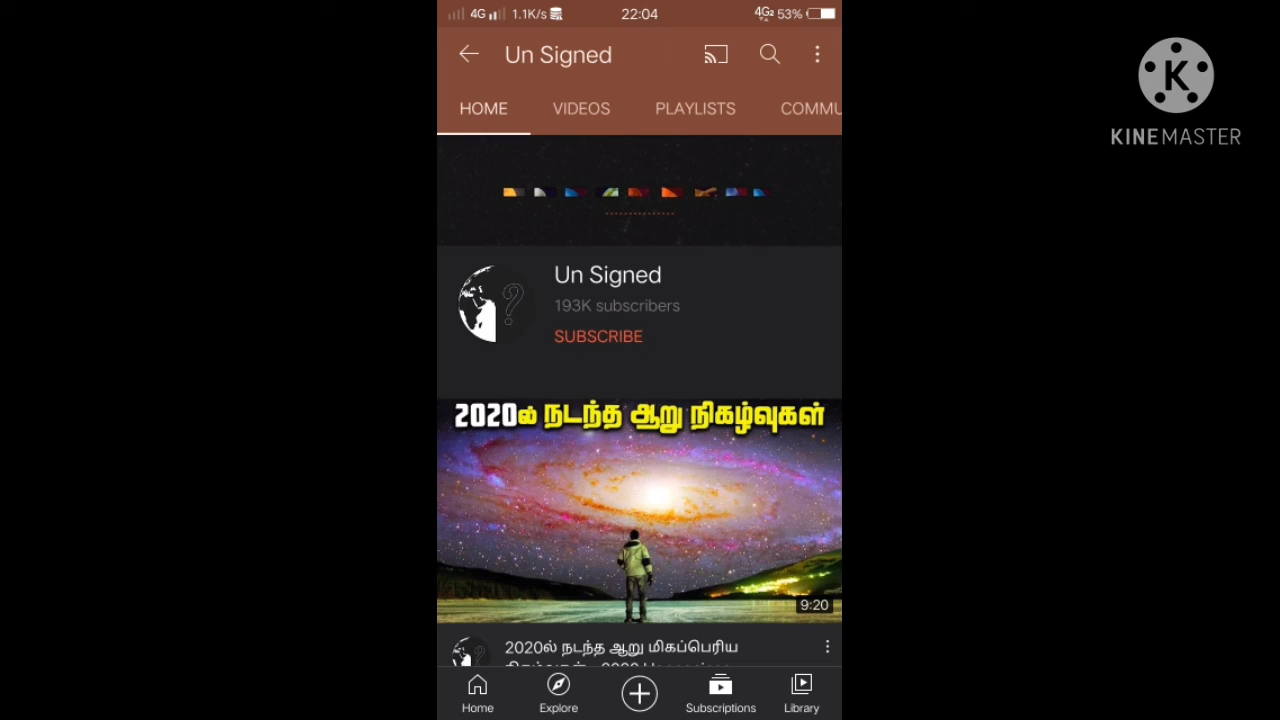 4G 1.1K/s 22:04 4G2 53%
Un Signed
HOME VIDEOS PLAYLISTS COMMU
KINEMASTER
Un Signed
193K subscribers
SUBSCRIBE
2020ல் நடந்த ஆறு நிகழ்வுகள்
9:20
2020ல் நடந்த ஆறு மிகப்பெரிய
Home Explore Subscriptions Library